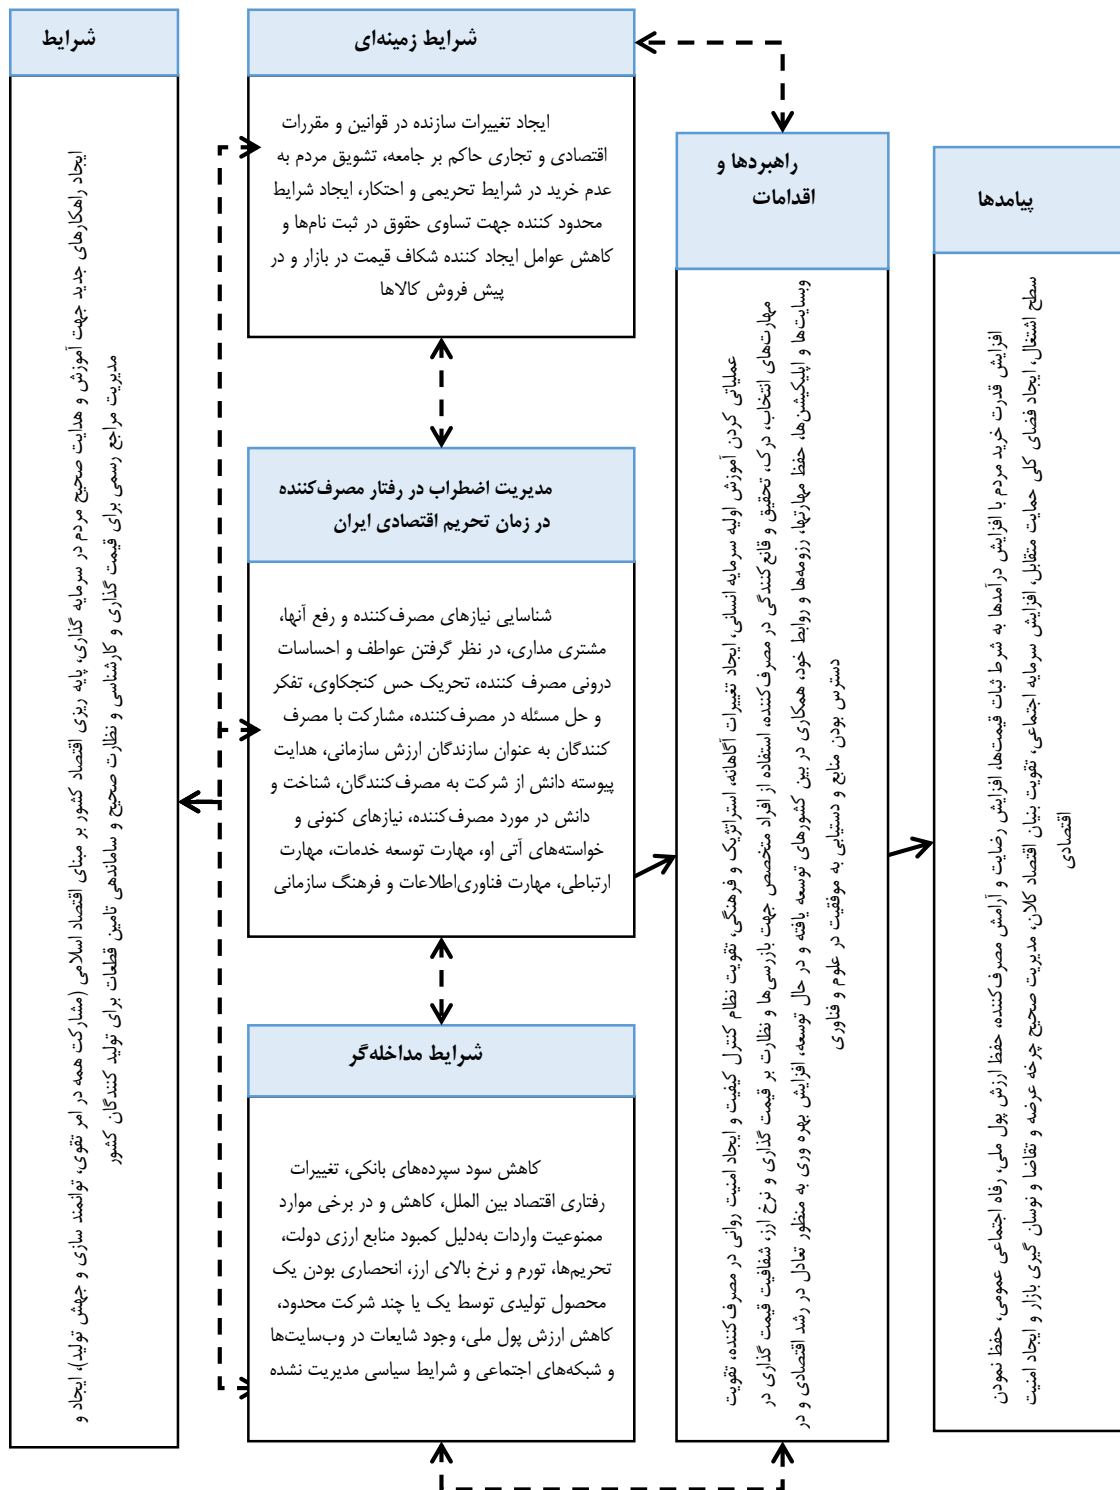 شرایط
ایجاد راهکارهای جدید جهت آموزش و هدایت صحیح مردم در سرمایه گذاری، پایه ریزی اقتصاد کشور بر مبنای اقتصاد اسلامی (مشارکت همه در امر تقوی، توانمند سازی و جهش تولید)، ایجاد و
مدیریت مراجع رسمی برای قیمت گذاری و کارشناسی و نظارت صحیح و ساماندهی تامین قطعات برای تولید کنندگان کشور
شرایط زمینه‌ای
ایجاد تغییرات سازنده در قوانین و مقررات
اقتصادی و تجاری حاکم بر جامعه، تشویق مردم به
عدم خرید در شرایط تحریمی و احتکار، ایجاد شرایط
محدود کننده جهت تساوی حقوق در ثبت نام‌ها و
کاهش عوامل ایجاد کننده شکاف قیمت در بازار و در
پیش فروش کالاها
مدیریت اضطراب در رفتار مصرف‌کننده
در زمان تحریم اقتصادی ایران
شناسایی نیازهای مصرف‌کننده و رفع آنها،
مشتری مداری، در نظر گرفتن عواطف و احساسات
درونی مصرف کننده، تحریک حس کنجکاوی، تفکر
و حل مسئله در مصرف‌کننده، مشارکت با مصرف
کنندگان به عنوان سازندگان ارزش سازمانی، هدایت
پیوسته دانش از شرکت به مصرف‌کنندگان، شناخت و
دانش در مورد مصرف‌کننده، نیازهای کنونی و
خواسته‌های آتی او، مهارت توسعه خدمات، مهارت
ارتباطی، مهارت فناوری‌اطلاعات و فرهنگ سازمانی
شرایط مداخله‌گر
کاهش سود سپرده‌های بانکی، تغییرات
رفتاری اقتصاد بین الملل، کاهش و در برخی موارد
ممنوعیت واردات به‌دلیل کمبود منابع ارزی دولت،
تحریم‌ها، تورم و نرخ بالای ارز، انحصاری بودن یک
محصول تولیدی توسط یک یا چند شرکت محدود،
کاهش ارزش پول ملی، وجود شایعات در وب‌سایت‌ها
و شبکه‌های اجتماعی و شرایط سیاسی مدیریت نشده
راهبردها و
اقدامات
عملیاتی کردن آموزش اولیه سرمایه انسانی، ایجاد تغییرات آگاهانه، استراتژیک و فرهنگی، تقویت نظام کنترل کیفیت و ایجاد امنیت روانی در مصرف‌کننده، تقویت
مهارت‌های انتخاب، درک، تحقیق و قانع‌کنندگی در مصرف‌کننده، استفاده از افراد متخصص جهت بازرسی‌ها و نظارت بر قیمت گذاری و نرخ ارز، شفافیت قیمت گذاری در
وبسایت‌ها و اپلیکیشن‌ها، حفظ مهارتها، رزومه‌ها و روابط خود، همکاری در بین کشورهای توسعه یافته و در حال توسعه، افزایش بهره وری به منظور تعادل در رشد اقتصادی و در
دسترس بودن منابع و دستیابی به موفقیت در علوم و فناوری
پیامدها
افزایش قدرت خرید مردم با افزایش درآمدها به شرط ثبات قیمت‌ها، افزایش رضایت و آرامش مصرف‌کننده، حفظ ارزش پول ملی، رفاه اجتماعی عمومی، حفظ نمودن
سطح اشتغال، ایجاد فضای کلی حمایت متقابل، افزایش سرمایه اجتماعی، تقویت بنیان اقتصاد کلان، مدیریت صحیح چرخه عرضه و تقاضا و نوسان گیری بازار و ایجاد امنیت
اقتصادی